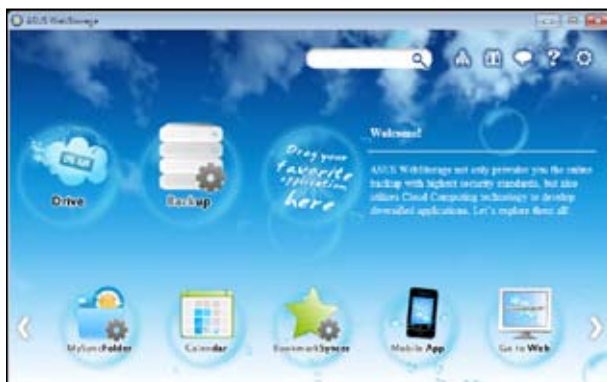 ASUS WebStorage
Welcome!
ASUS WebStorage not only provides you the online
backup with highest security standards, but also
utilizes Cloud Computing technology to develop
diversified applications. Let's explore them all!
Drag your
favorite
application
here
Drive
Backup
MySyncFolder
Calendar
BookmarkSyncer
Mobile App
Go to Web